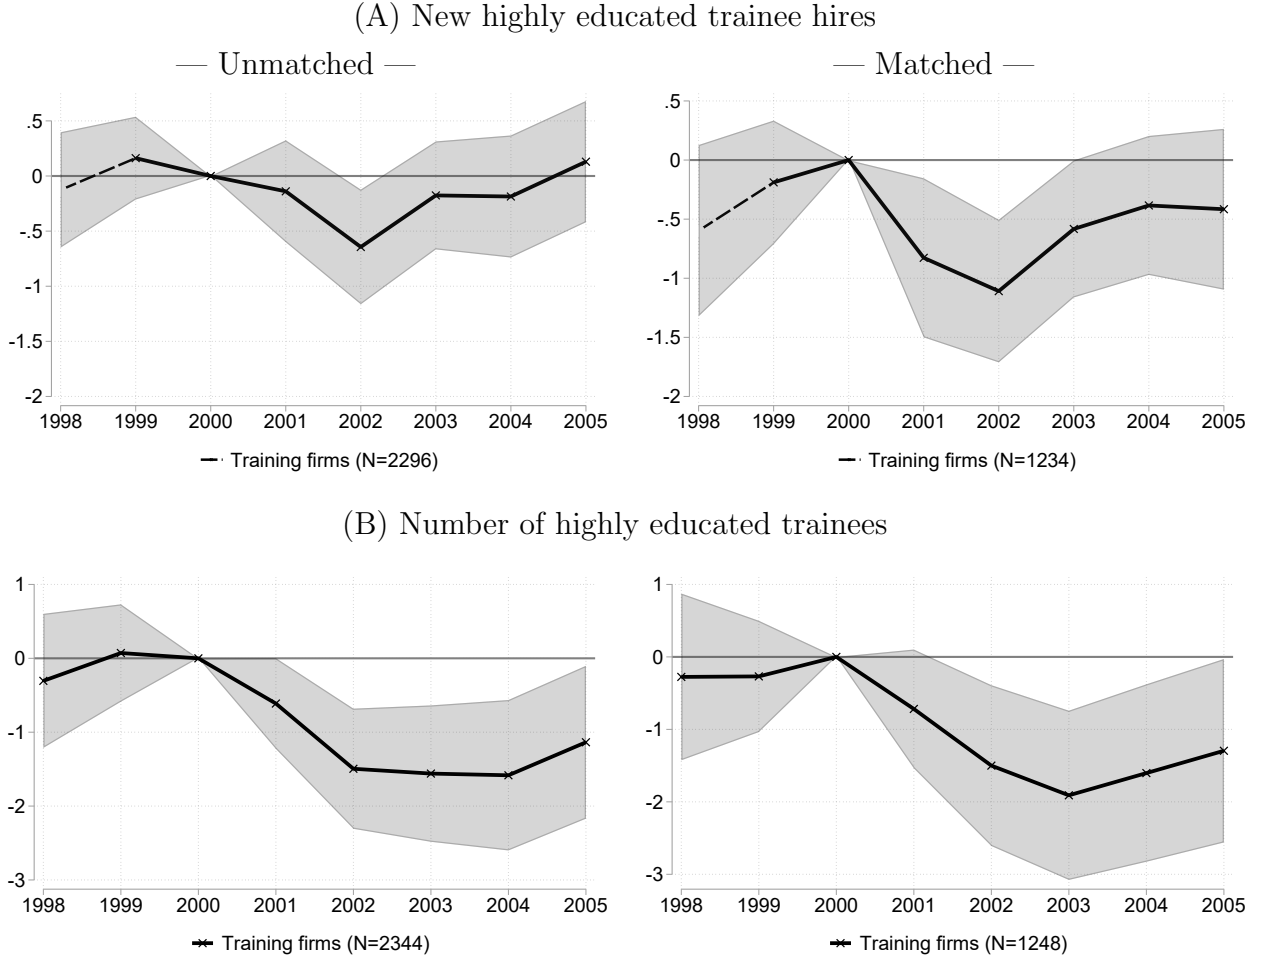 (A) New highly educated trainee hires
— Unmatched —
— Matched —
.5
0
-.5
-1
-1.5
-2
1998 1999 2000 2001 2002 2003 2004 2005
Training firms (N=2296)
.5
0
-.5
-1
-1.5
-2
1998 1999 2000 2001 2002 2003 2004 2005
Training firms (N=1234)
(B) Number of highly educated trainees
1
0
-1
-2
-3
1998 1999 2000 2001 2002 2003 2004 2005
Training firms (N=2344)
1
0
-1
-2
-3
1998 1999 2000 2001 2002 2003 2004 2005
Training firms (N=1248)